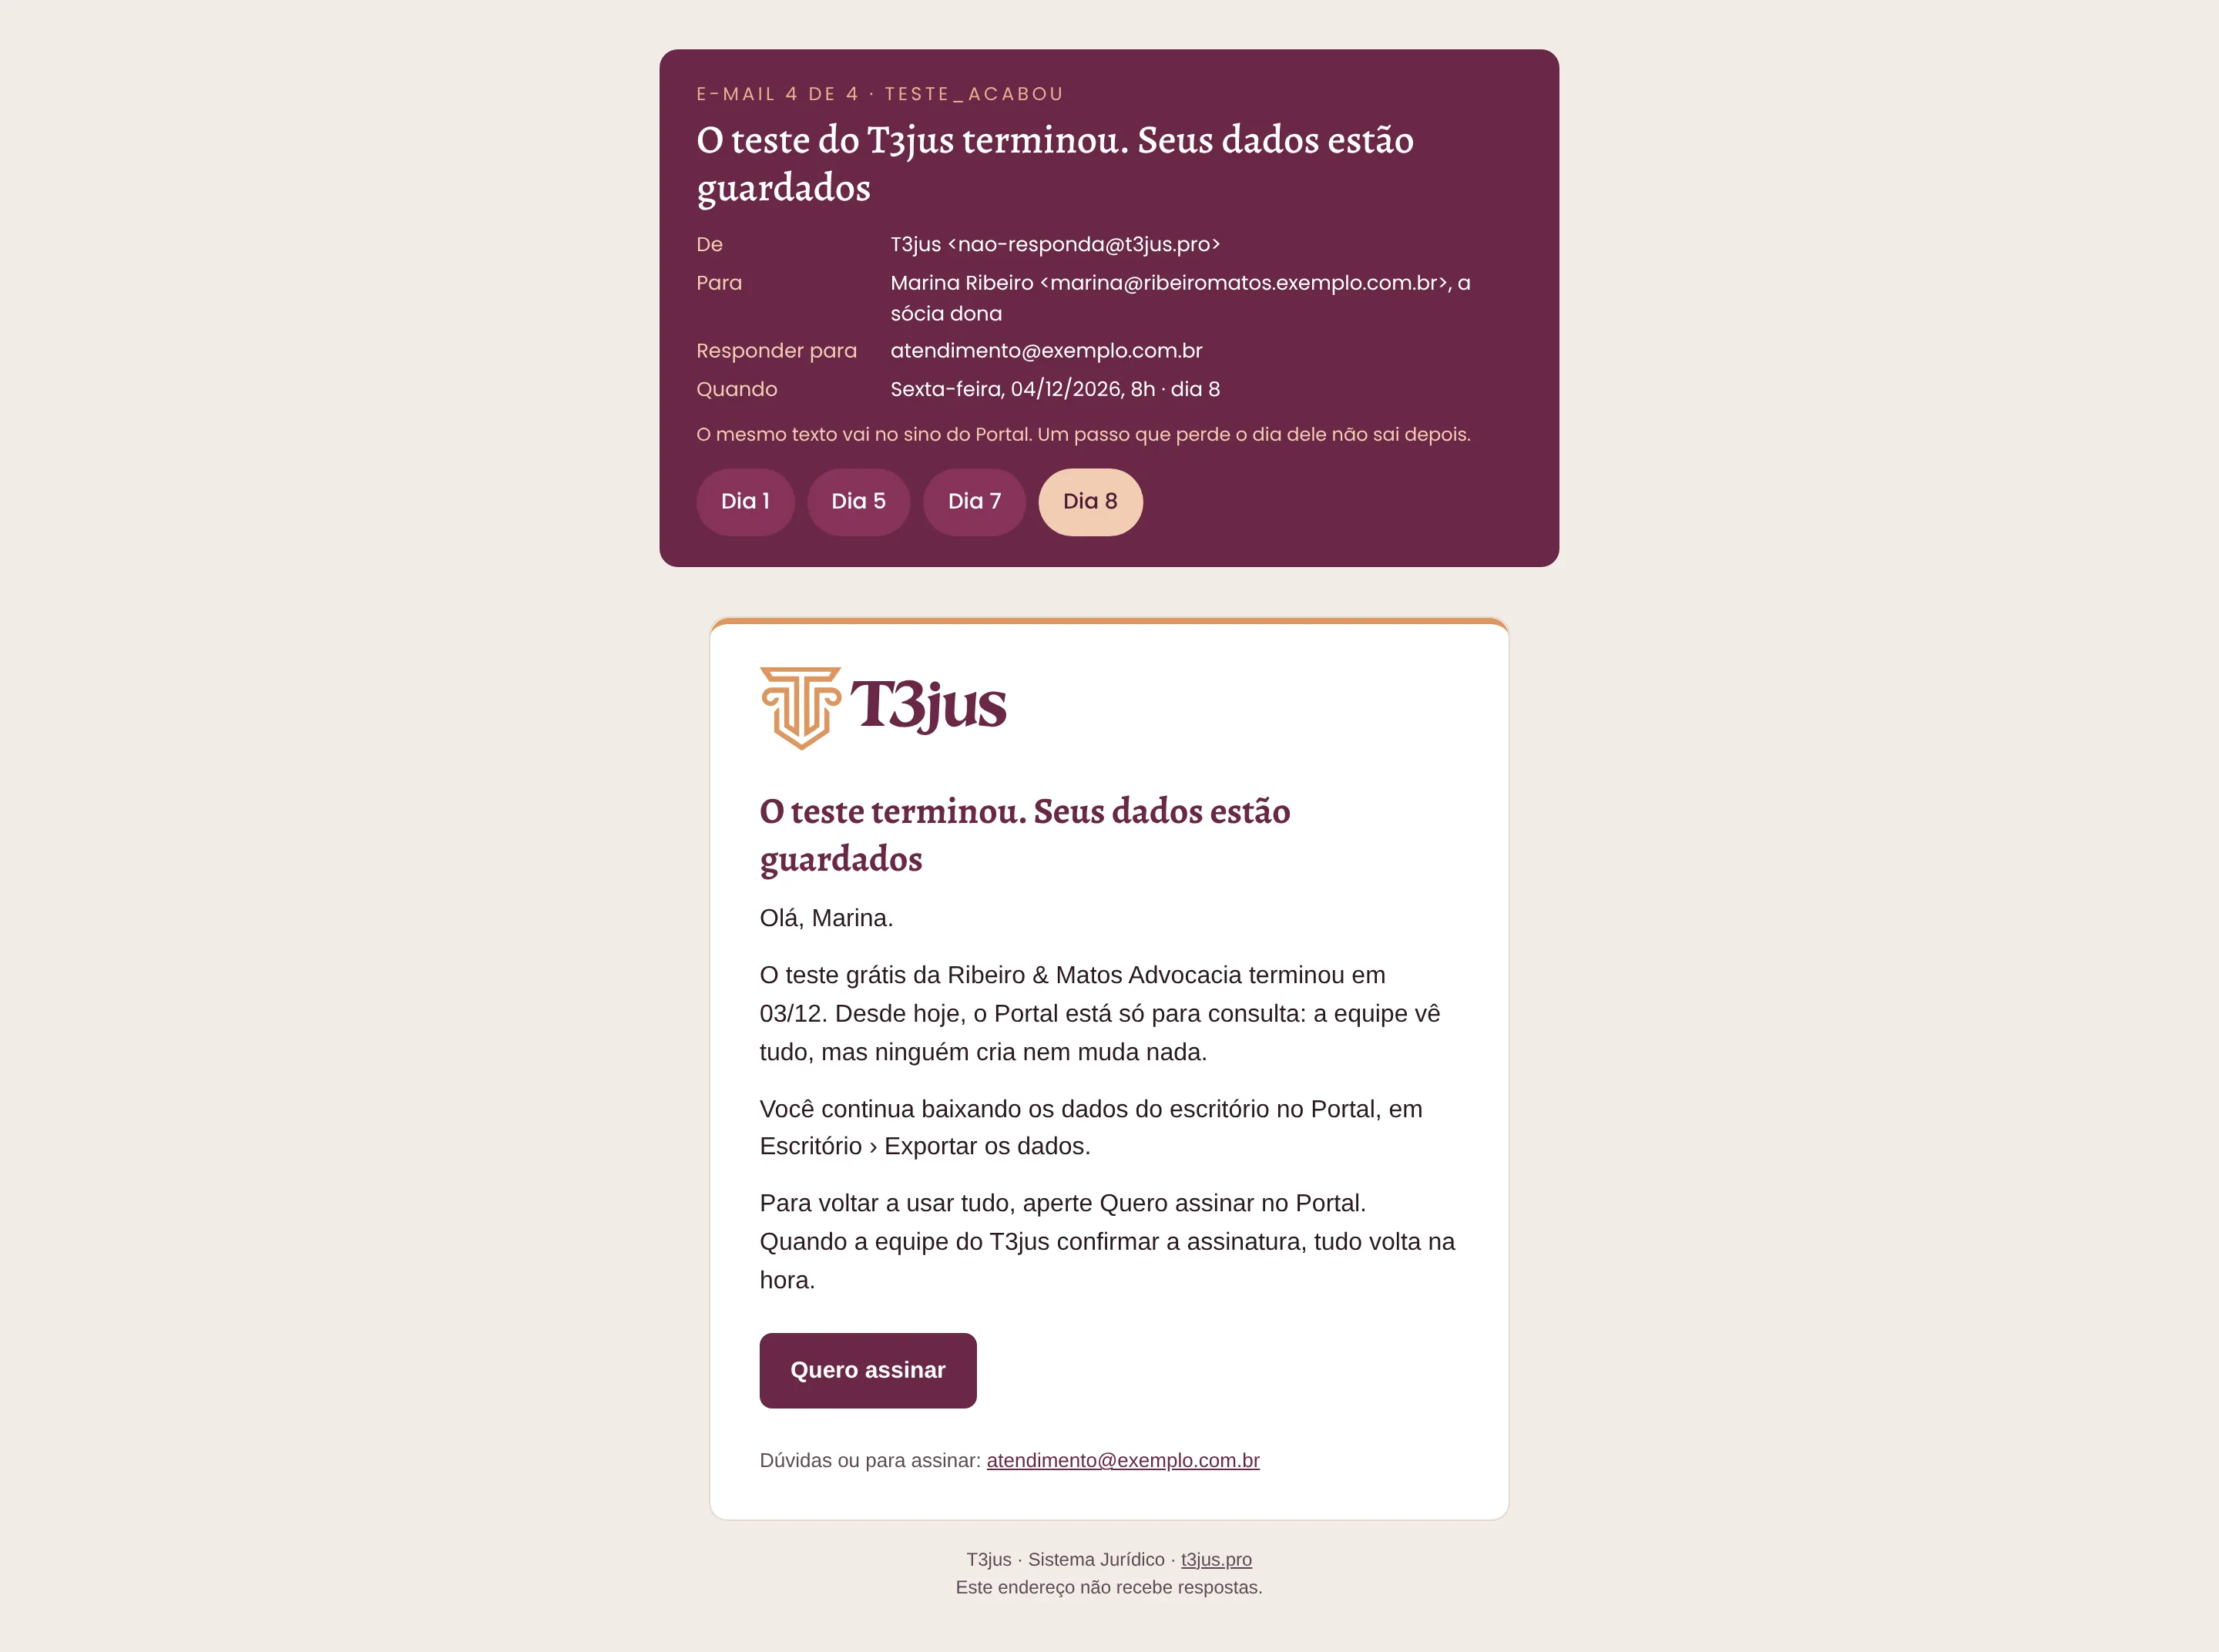 E-MAIL 4 DE 4 · TESTE_ACABOU
O teste do T3jus terminou. Seus dados estão
guardados
De T3jus <nao-responda@t3jus.pro>
Para Marina Ribeiro <marina@ribeiromatos.exemplo.com.br>, a
sócia dona
Responder para atendimento@exemplo.com.br
Quando Sexta-feira, 04/12/2026, 8h · dia 8
O mesmo texto vai no sino do Portal. Um passo que perde o dia dele não sai depois.
Dia 1 Dia 5 Dia 7 Dia 8
T3jus
O teste terminou. Seus dados estão
guardados
Olá, Marina.
O teste grátis da Ribeiro & Matos Advocacia terminou em
03/12. Desde hoje, o Portal está só para consulta: a equipe vê
tudo, mas ninguém cria nem muda nada.
Você continua baixando os dados do escritório no Portal, em
Escritório › Exportar os dados.
Para voltar a usar tudo, aperte Quero assinar no Portal.
Quando a equipe do T3jus confirmar a assinatura, tudo volta na
hora.
Quero assinar
Dúvidas ou para assinar: atendimento@exemplo.com.br
T3jus · Sistema Jurídico · t3jus.pro
Este endereço não recebe respostas.